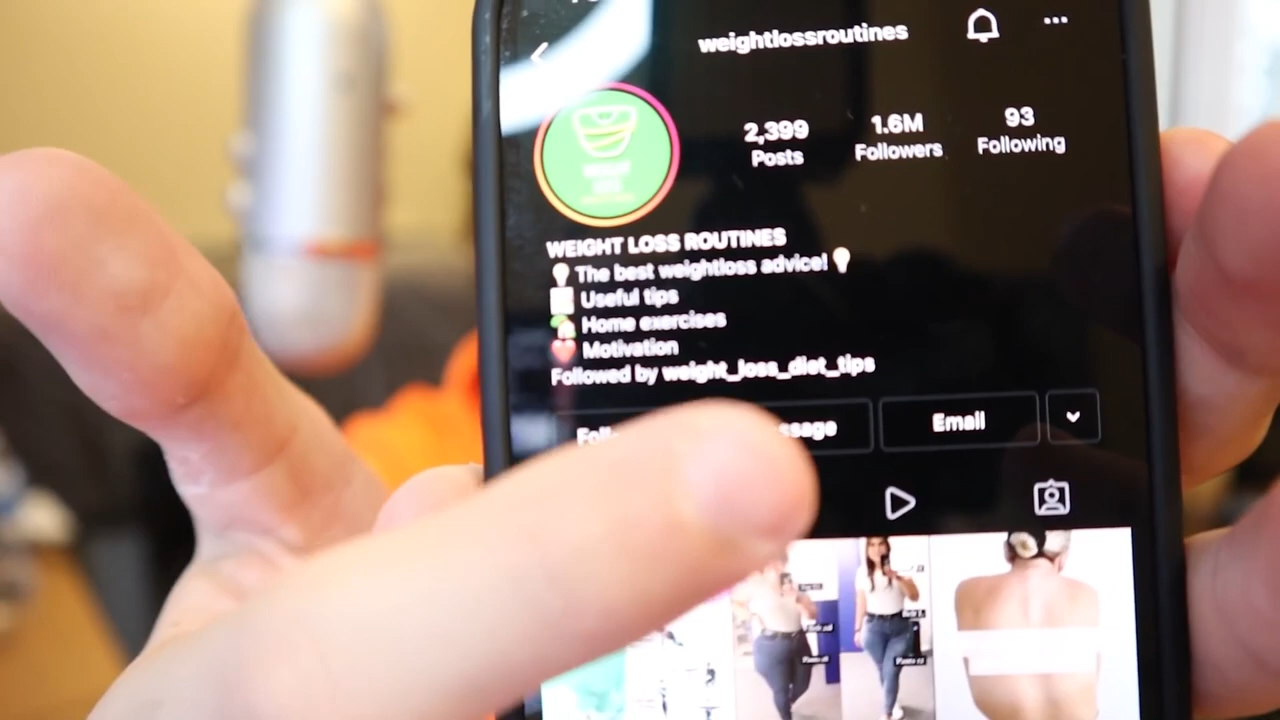 weightlossroutines
2,399 1.6M 93
Posts Followers Following
WEIGHT LOSS ROUTINES
The best weightloss advice!
Useful tips
Home exercises
Motivation
Followed by weight_loss_diet_tips
Email